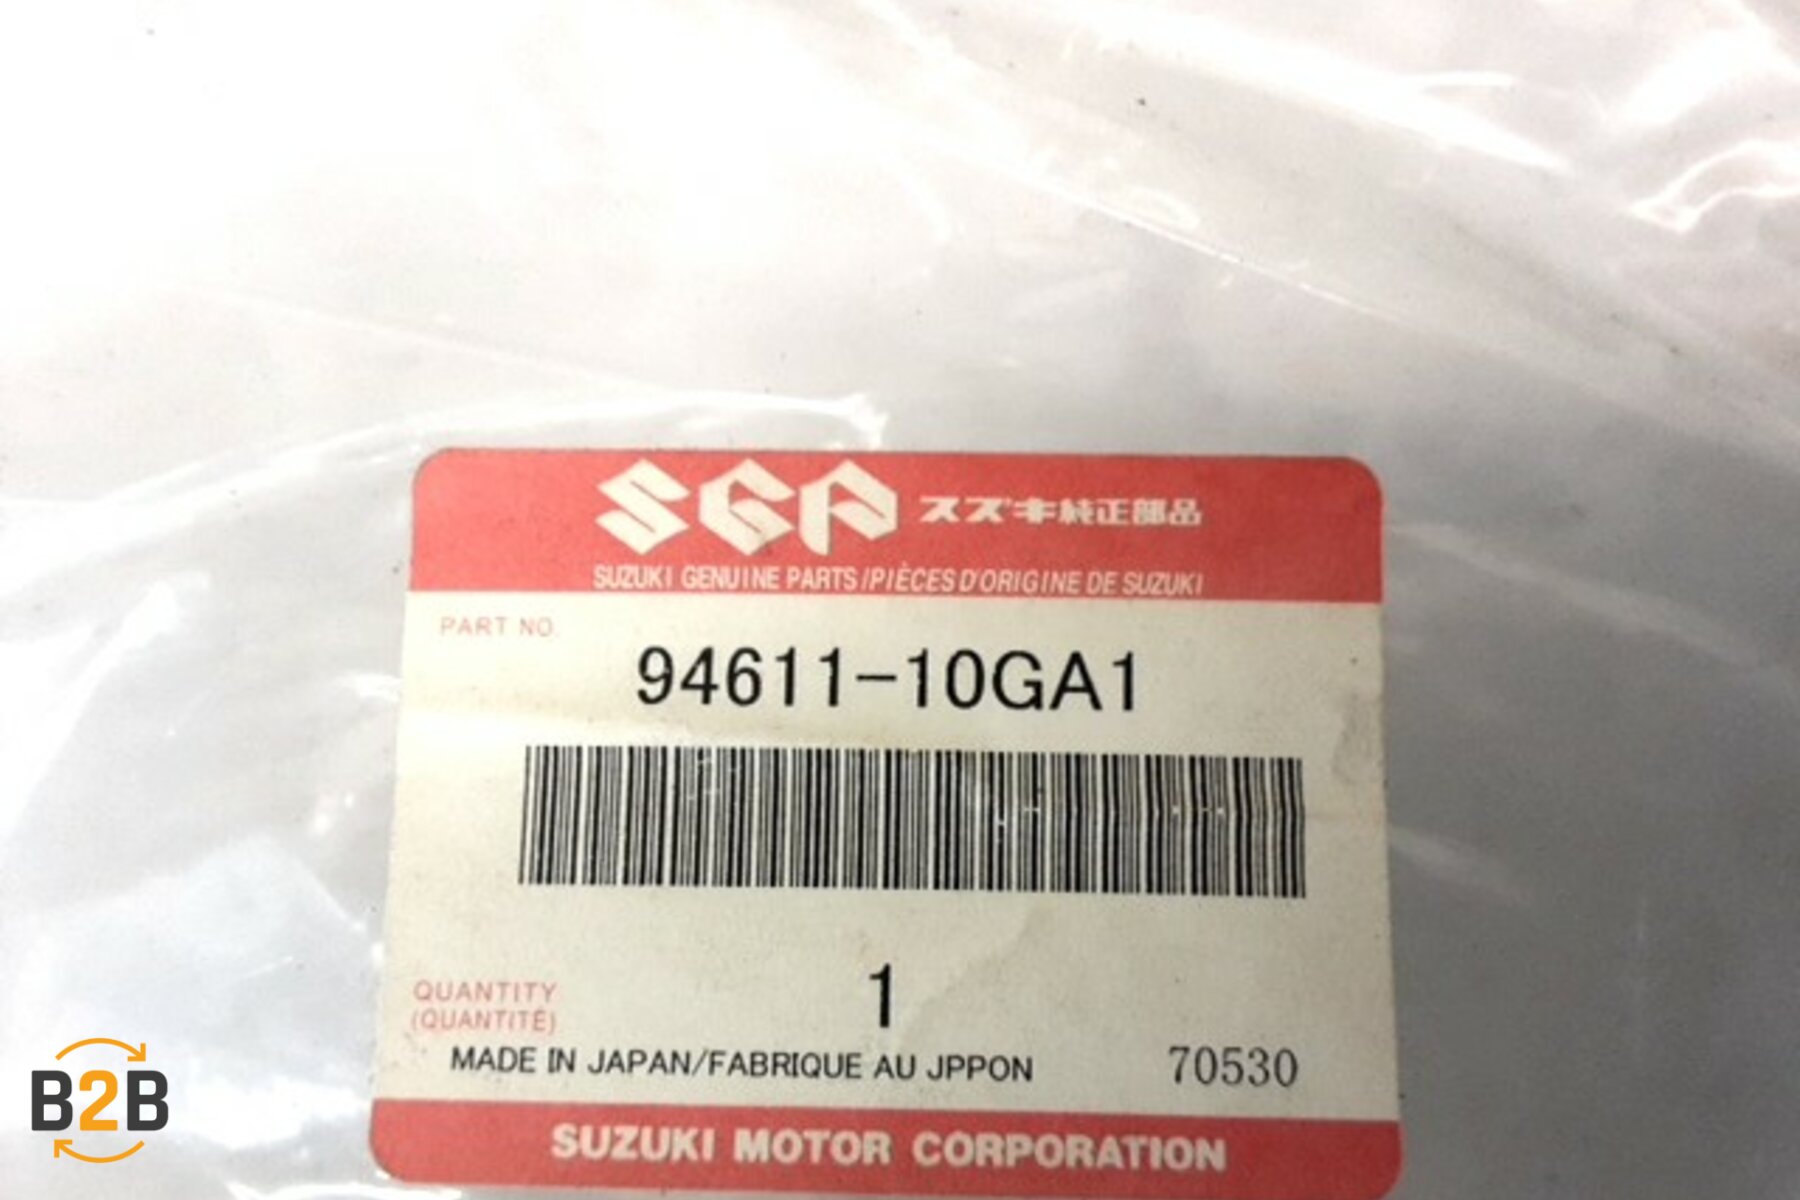 SGP スズキ純正部品
SUZUKI GENUINE PARTS/PIÈCES D'ORIGINE DE SUZUKI
PART NO.
94611-10GA1
QUANTITY
(QUANTITÉ)
1
MADE IN JAPAN/FABRIQUE AU JPPON
70530
SUZUKI MOTOR CORPORATION
B2B